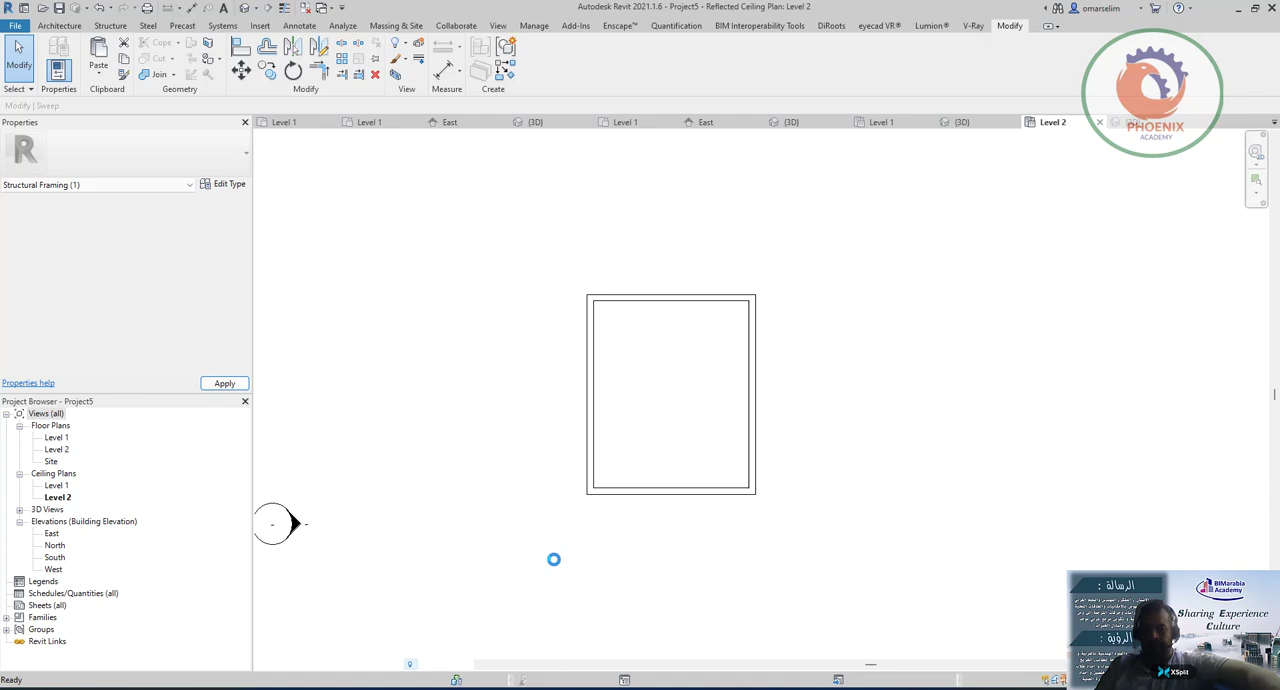 Autodesk Revit 2021.1.6 - Project5 - Reflected Ceiling Plan: Level 2
omarselim
File Architecture Structure Steel Precast Systems Insert Annotate Analyze Massing & Site Collaborate View Manage Add-Ins Enscape™ Quantification BIM Interoperability Tools DiRoots eyecad VR® Lumion® V-Ray Modify
Cope
Cut
Join
Modify Paste
Select Properties Clipboard Geometry Modify View Measure Create
Modify | Sweep
Properties
Level 1 Level 1 East {3D} Level 1 East {3D} Level 1 {3D} Level 2
PHOENIX
ACADEMY
Structural Framing (1) Edit Type
Properties help Apply
Project Browser - Project5
Views (all)
Floor Plans
Level 1
Level 2
Site
Ceiling Plans
Level 1
Level 2
3D Views
Elevations (Building Elevation)
East
North
South
West
Legends
Schedules/Quantities (all)
Sheets (all)
Families
Groups
Revit Links
Ready
الرسالة :
الرؤية :
BIMarabia
Academy
Sharing Experience
Culture
XSplit